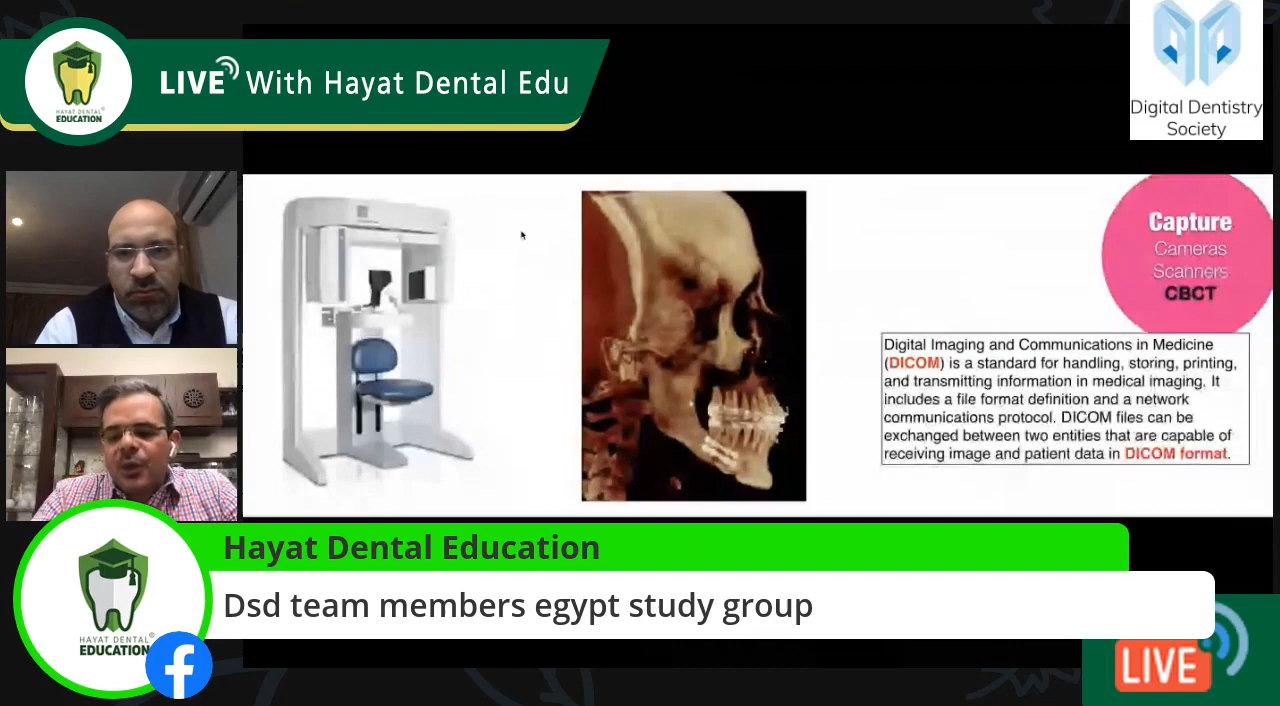 LIVE With Hayat Dental Edu
HAYAT DENTAL
EDUCATION
Digital Dentistry
Society
Capture
Cameras
Scanners
CBCT
Digital Imaging and Communications in Medicine
(DICOM) is a standard for handling, storing, printing,
and transmitting information in medical imaging. It
includes a file format definition and a network
communications protocol. DICOM files can be
exchanged between two entities that are capable of
receiving image and patient data in DICOM format.
Hayat Dental Education
Dsd team members egypt study group
HAYAT DENTAL®
EDUCATION
f
LIVE